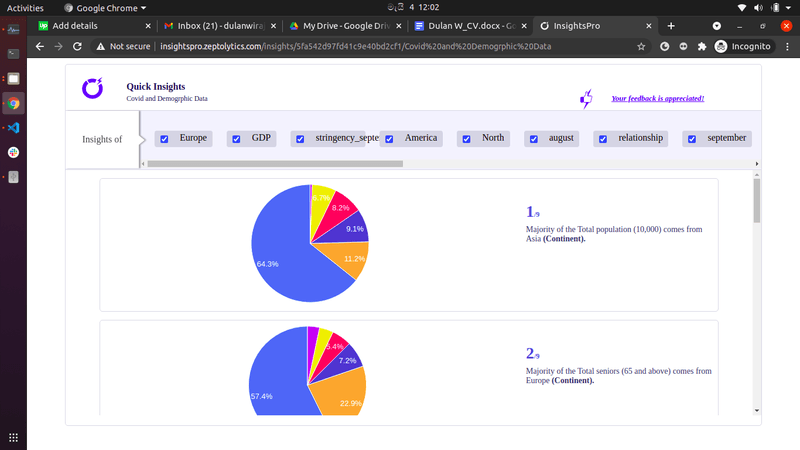 Activities
Google Chrome
4 12:02
Add details
Inbox (21) - dulanwiraj
My Drive - Google Driv
Dulan W_CV.docx - Go
InsightsPro
Not secure
insightspro.zeptolytics.com/insights/5fa542d97fd41c9e40bd2cf1/Covid%20and%20Demogrphic%20Data
Incognito
Quick Insights
Covid and Demogrphic Data
Your feedback is appreciated!
Insights of
Europe
GDP
stringency_septe
America
North
august
relationship
september
6.7%
8.2%
9.1%
11.2%
64.3%
1/9
Majority of the Total population (10,000) comes from
Asia (Continent).
5.4%
7.2%
22.9%
57.4%
2/9
Majority of the Total seniors (65 and above) comes from
Europe (Continent).